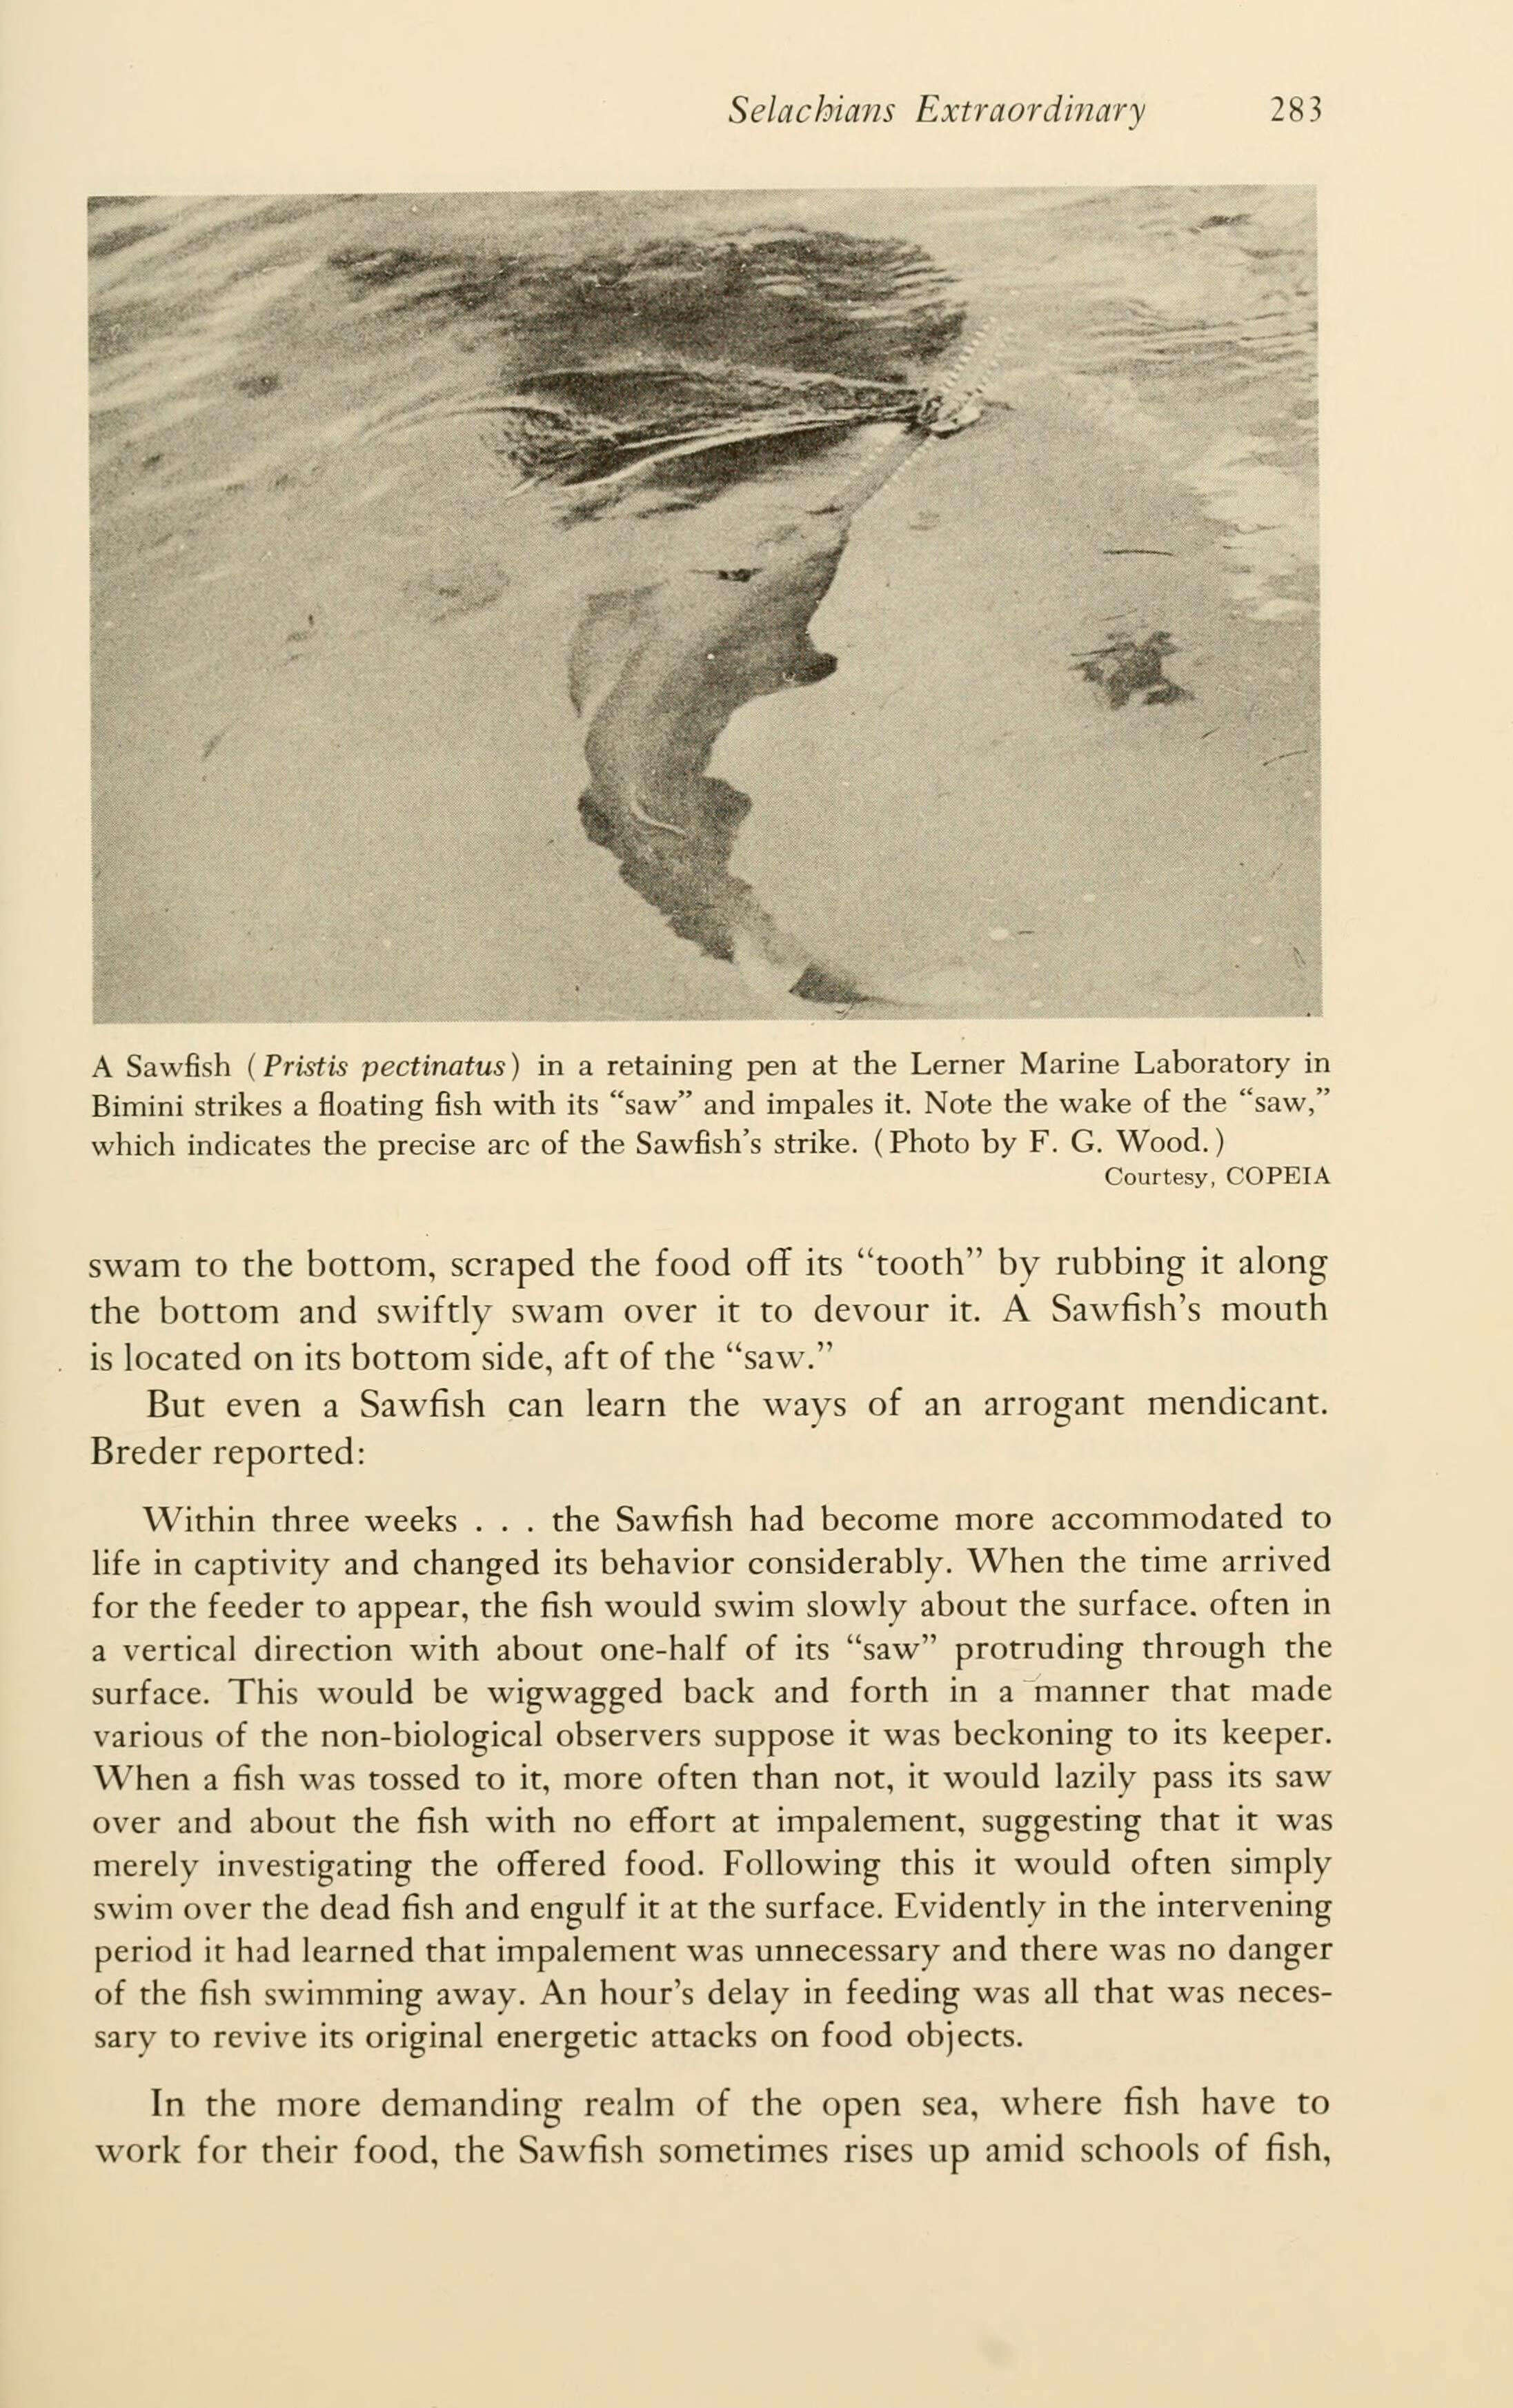 Selachians Extraordinary 283
A Sawfish (Pristis pectinatus) in a retaining pen at the Lerner Marine Laboratory in
Bimini strikes a floating fish with its “saw” and impales it. Note the wake of the “saw,”
which indicates the precise arc of the Sawfish’s strike. (Photo by F. G. Wood.)
Courtesy, COPEIA
swam to the bottom, scraped the food off its “tooth” by rubbing it along
the bottom and swiftly swam over it to devour it. A Sawfish’s mouth
is located on its bottom side, aft of the “saw.”
But even a Sawfish can learn the ways of an arrogant mendicant.
Breder reported:
Within three weeks . . . the Sawfish had become more accommodated to
life in captivity and changed its behavior considerably. When the time arrived
for the feeder to appear, the fish would swim slowly about the surface. often in
a vertical direction with about one-half of its “saw” protruding through the
surface. This would be wigwagged back and forth in a manner that made
various of the non-biological observers suppose it was beckoning to its keeper.
When a fish was tossed to it, more often than not, it would lazily pass its saw
over and about the fish with no effort at impalement, suggesting that it was
merely investigating the offered food. Following this it would often simply
swim over the dead fish and engulf it at the surface. Evidently in the intervening
period it had learned that impalement was unnecessary and there was no danger
of the fish swimming away. An hour’s delay in feeding was all that was neces-
sary to revive its original energetic attacks on food objects.
In the more demanding realm of the open sea, where fish have to
work for their food, the Sawfish sometimes rises up amid schools of fish,